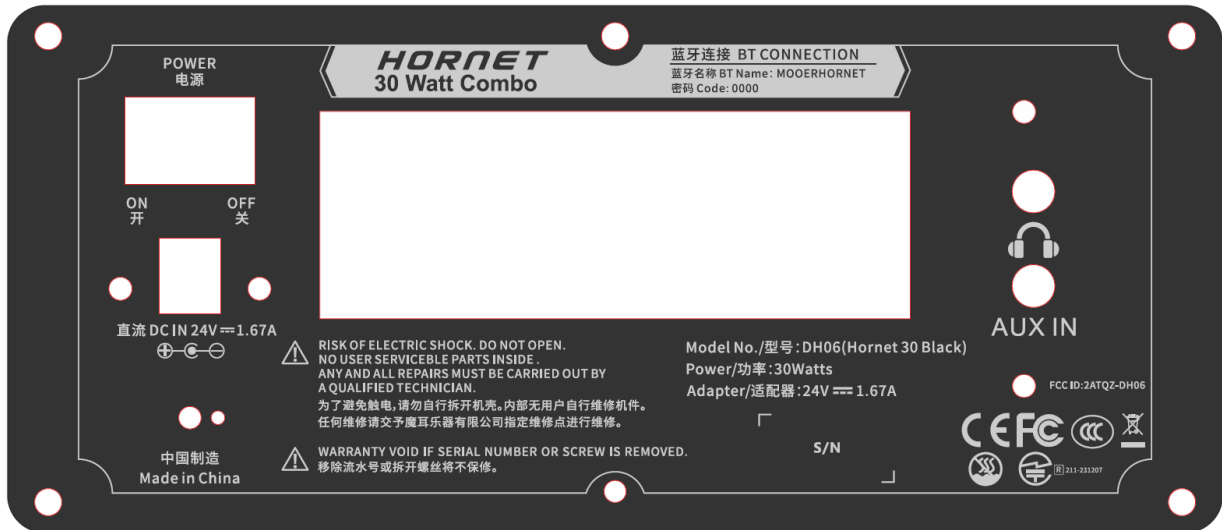 POWER
电源
ON
开
OFF
关
直流 DC IN 24V⎓1.67A
中国制造
Made in China
HORNET
30 Watt Combo
蓝牙连接 BT CONNECTION
蓝牙名称 BT Name: MOOERHORNET
密码 Code: 0000
RISK OF ELECTRIC SHOCK. DO NOT OPEN.
NO USER SERVICEBLE PARTS INSIDE .
ANY AND ALL REPAIRS MUST BE CARRIED OUT BY
A QUALIFIED TECHNICIAN.
为了避免触电,请勿自行拆开机壳。内部无用户自行维修机件。
任何维修请交予魔耳乐器有限公司指定维修点进行维修。
WARRANTY VOID IF SERIAL NUMBER OR SCREW IS REMOVED.
移除流水号或拆开螺丝将不保修。
Model No./型号:DH06(Hornet 30 Black)
Power/功率:30Watts
Adapter/适配器:24V ⎓ 1.67A
S/N
AUX IN
FCC ID:2ATQZ-DH06
CE FC CCC
R 211-231207